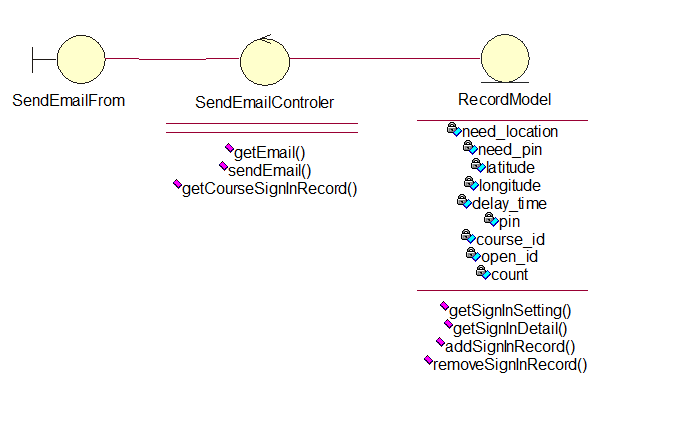 SendEmailFrom
SendEmailControler
getEmail()
sendEmail()
getCourseSignInRecord()
RecordModel
need_location
need_pin
latitude
longitude
delay_time
pin
course_id
open_id
count
getSignInSetting()
getSignInDetail()
addSignInRecord()
removeSignInRecord()